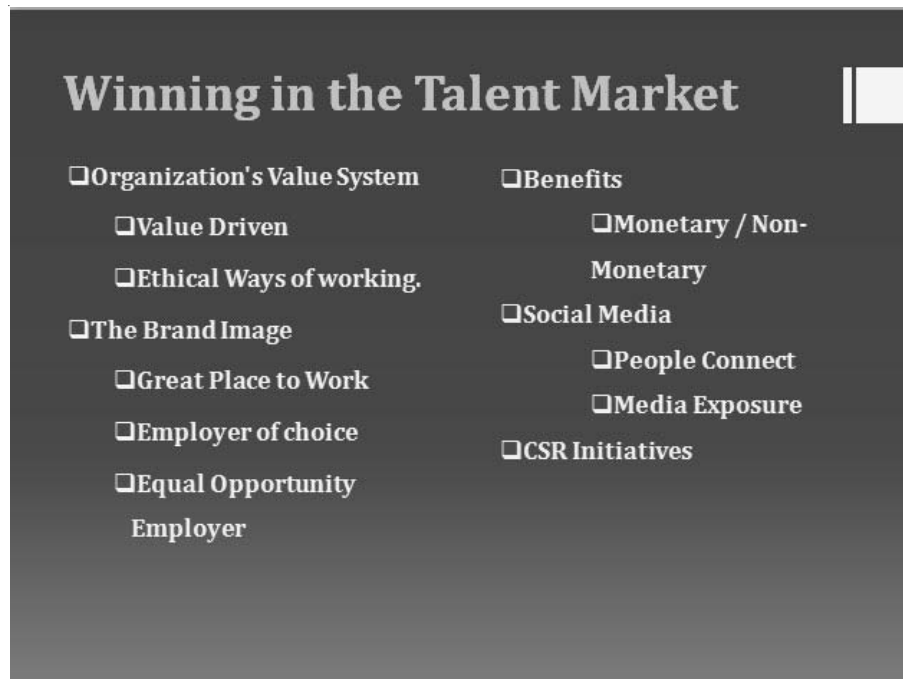 Winning in the Talent Market
❑Organization's Value System
❑Value Driven
❑Ethical Ways of working.
❑The Brand Image
❑Great Place to Work
❑Employer of choice
❑Equal Opportunity
Employer
❑Benefits
❑Monetary / Non-
Monetary
❑Social Media
❑People Connect
❑Media Exposure
❑CSR Initiatives